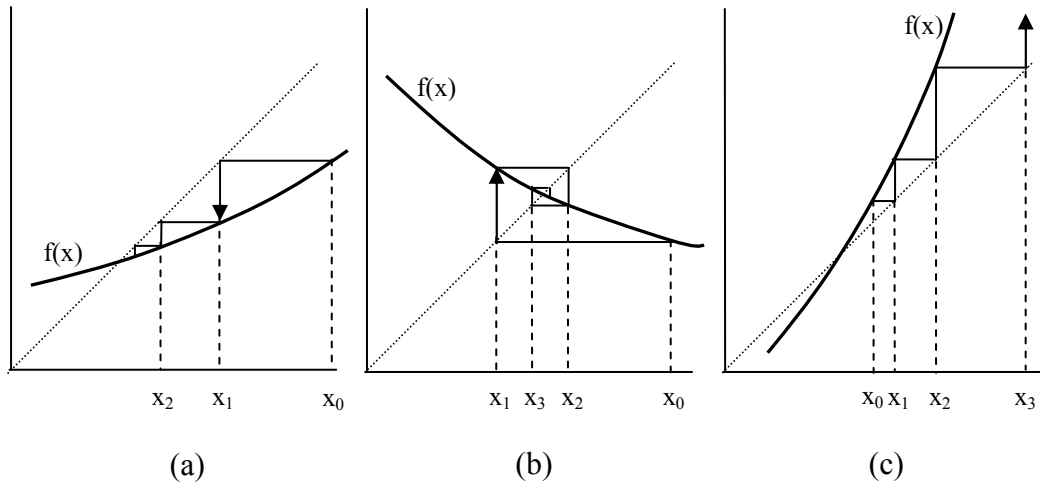 f(x)
f(x)
f(x)
x₂ x₁ x₀
x₁ x₃ x₂ x₀
x₀ x₁ x₂ x₃
(a) (b) (c)